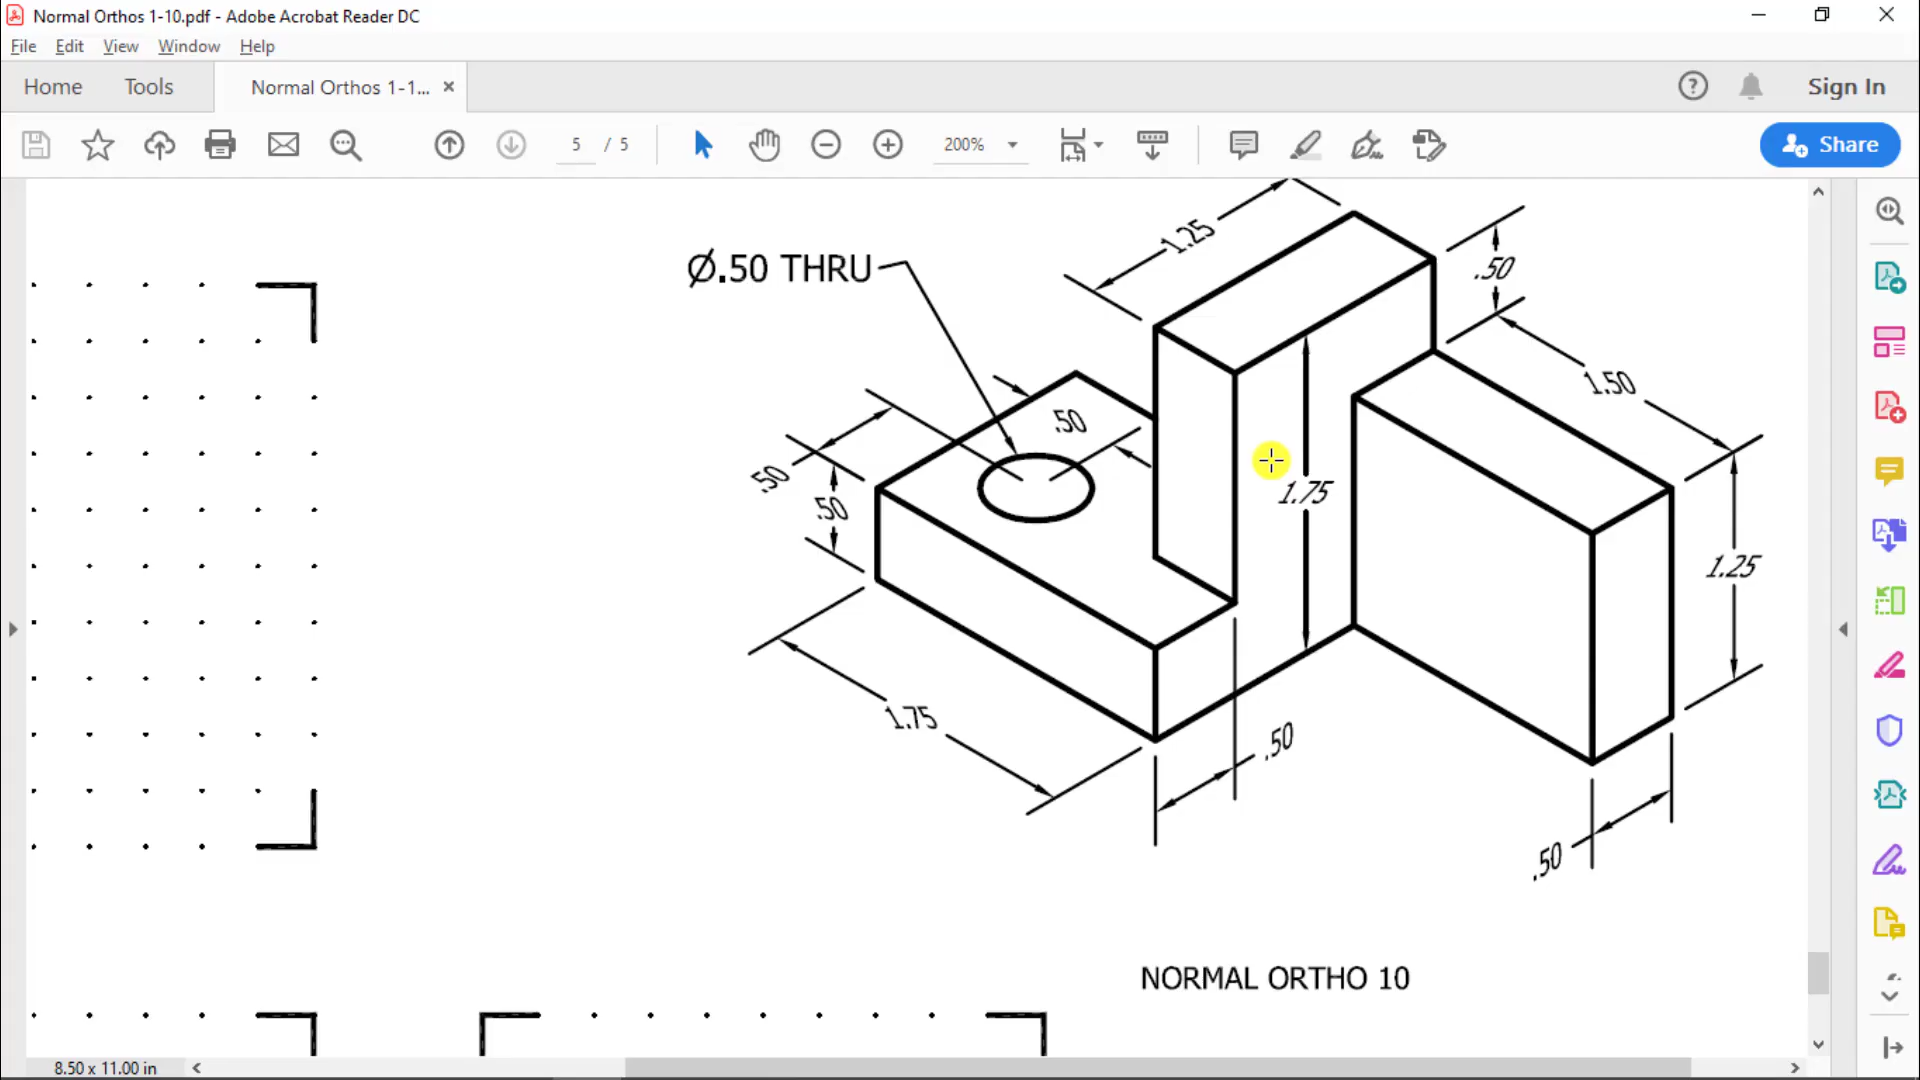 Normal Orthos 1-10.pdf - Adobe Acrobat Reader DC
File Edit View Window Help
Home Tools Normal Orthos 1-1... × Sign In
5 / 5 200% Share
1.25
Ø.50 THRU
.50
1.50
.50
.50
.50
1.75
1.25
1.75
.50
.50
NORMAL ORTHO 10
8.50 x 11.00 in